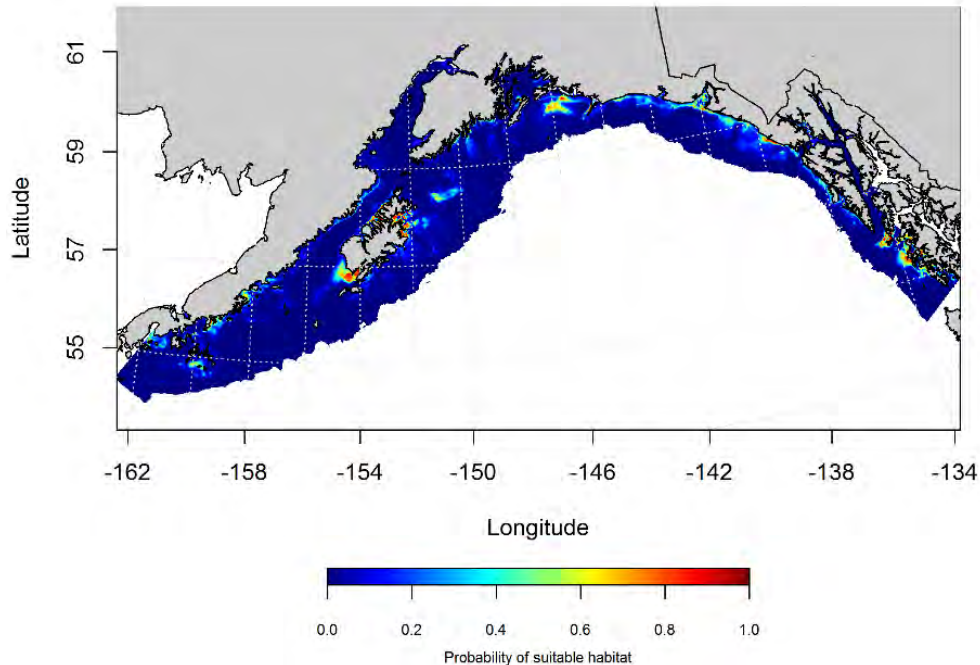 61
59
57
55
Latitude
-162 -158 -154 -150 -146 -142 -138 -134
Longitude
0.0 0.2 0.4 0.6 0.8 1.0
Probability of suitable habitat